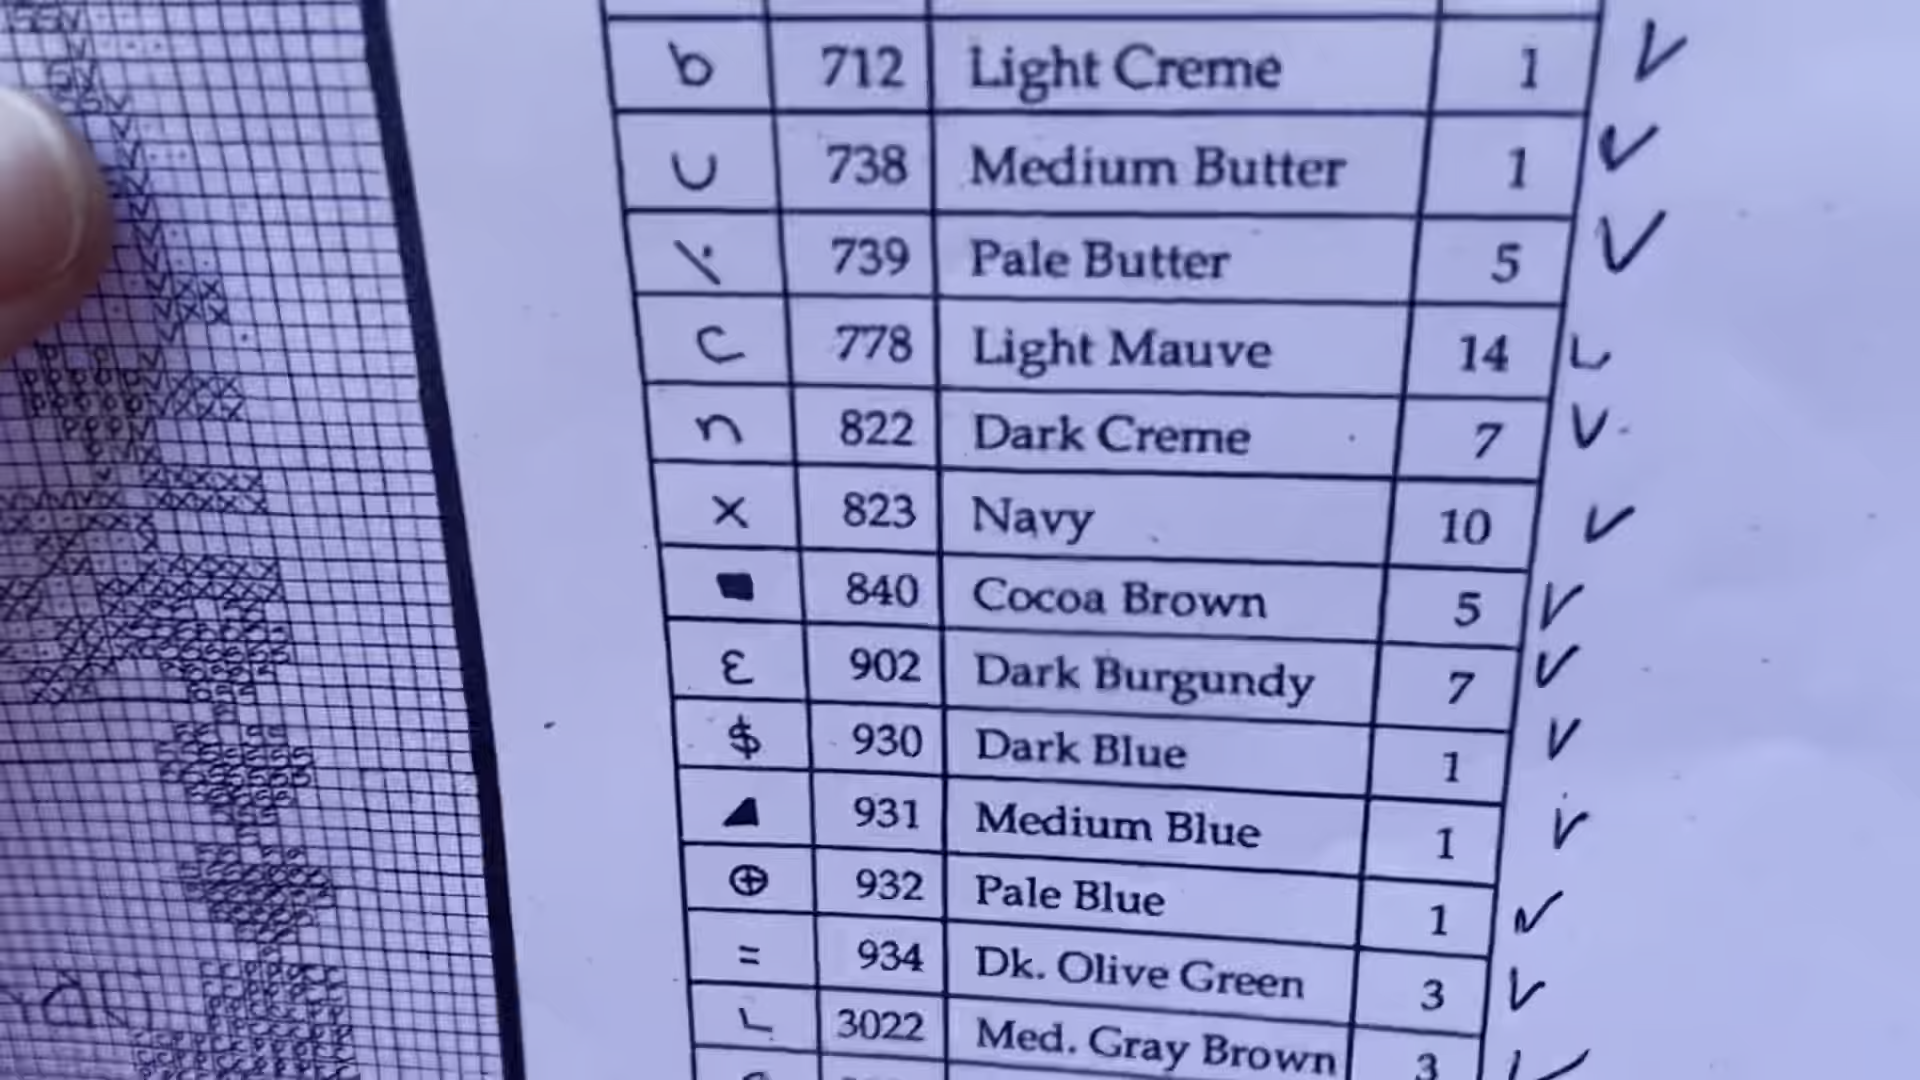 b 712 Light Creme 1 ✓
∪ 738 Medium Butter 1 ✓
⋅\ 739 Pale Butter 5 ✓
c 778 Light Mauve 14 ✓
n 822 Dark Creme 7 ✓
x 823 Navy 10 ✓
■ 840 Cocoa Brown 5 ✓
ε 902 Dark Burgundy 7 ✓
$ 930 Dark Blue 1 ✓
◢ 931 Medium Blue 1 ✓
⊕ 932 Pale Blue 1 ✓
= 934 Dk. Olive Green 3 ✓
L 3022 Med. Gray Brown 3 ✓